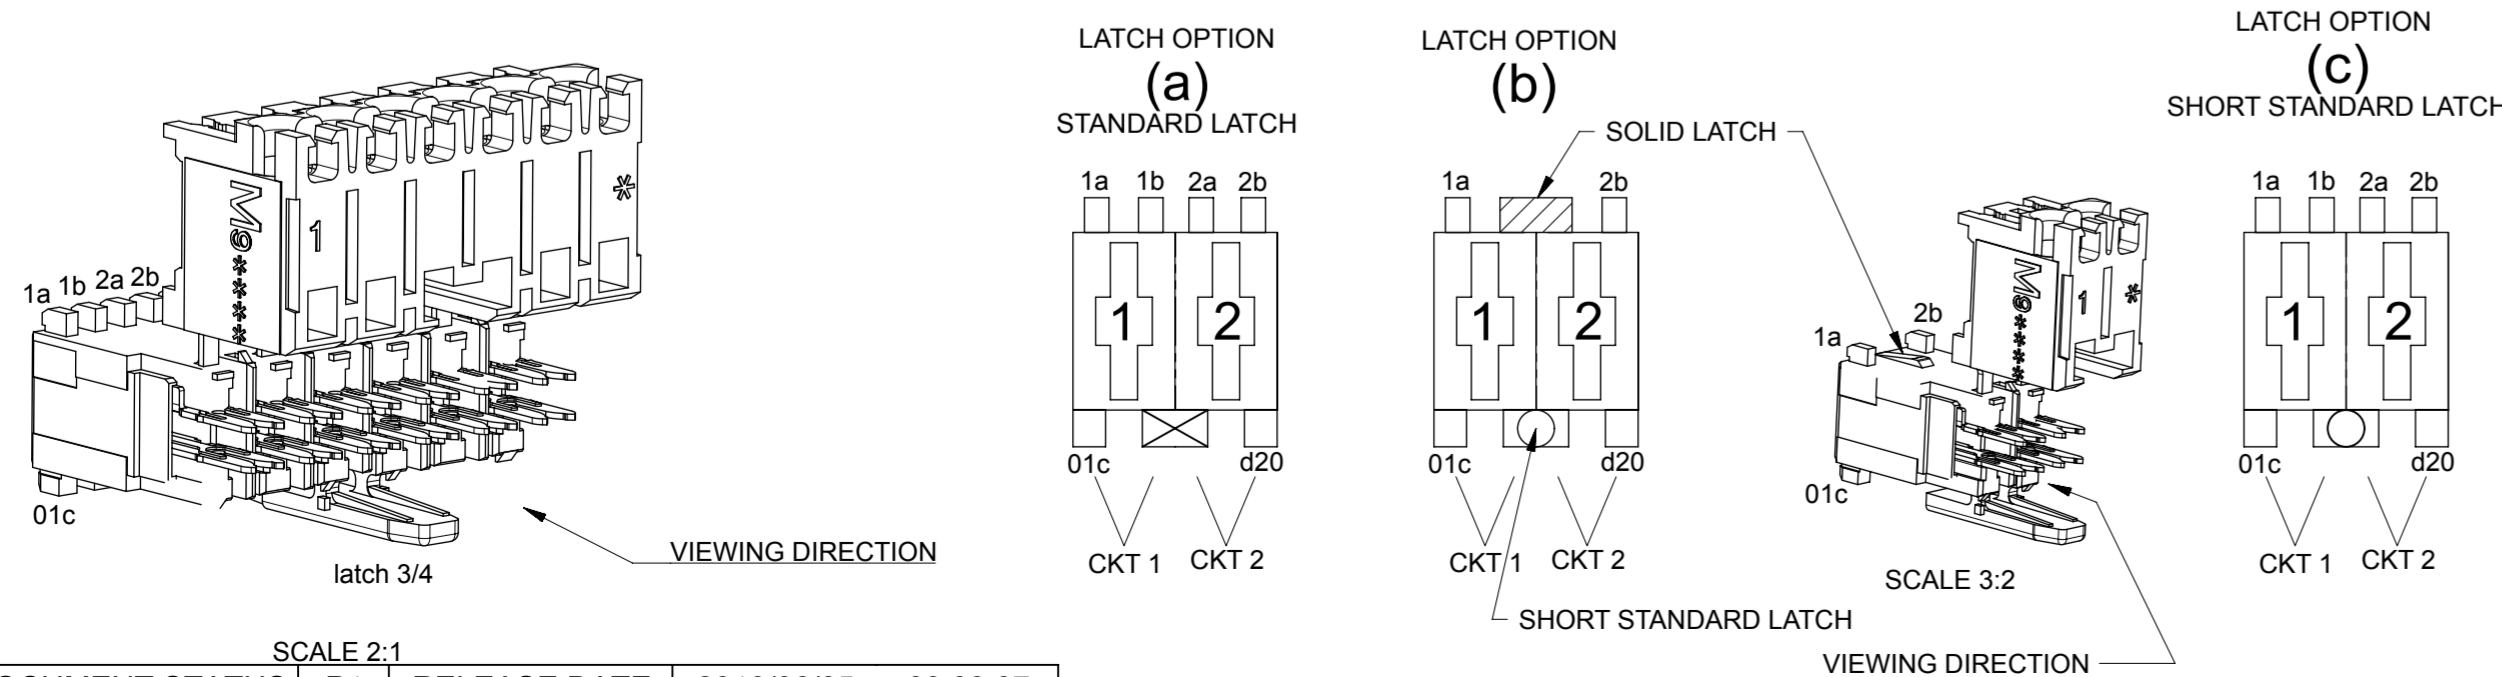 LATCH OPTION
(a)
STANDARD LATCH
LATCH OPTION
(b)
LATCH OPTION
(c)
SHORT STANDARD LATCH
SOLID LATCH
M6*****
1
*
1a 1b 2a 2b
01c
latch 3/4
VIEWING DIRECTION
SCALE 2:1
1a 1b 2a 2b
1 2
01c d20
CKT 1 CKT 2
1a 2b
1 2
01c d20
CKT 1 CKT 2
SHORT STANDARD LATCH
1a 2b
1
*
01c
SCALE 3:2
VIEWING DIRECTION
1a 1b 2a 2b
1 2
01c d20
CKT 1 CKT 2